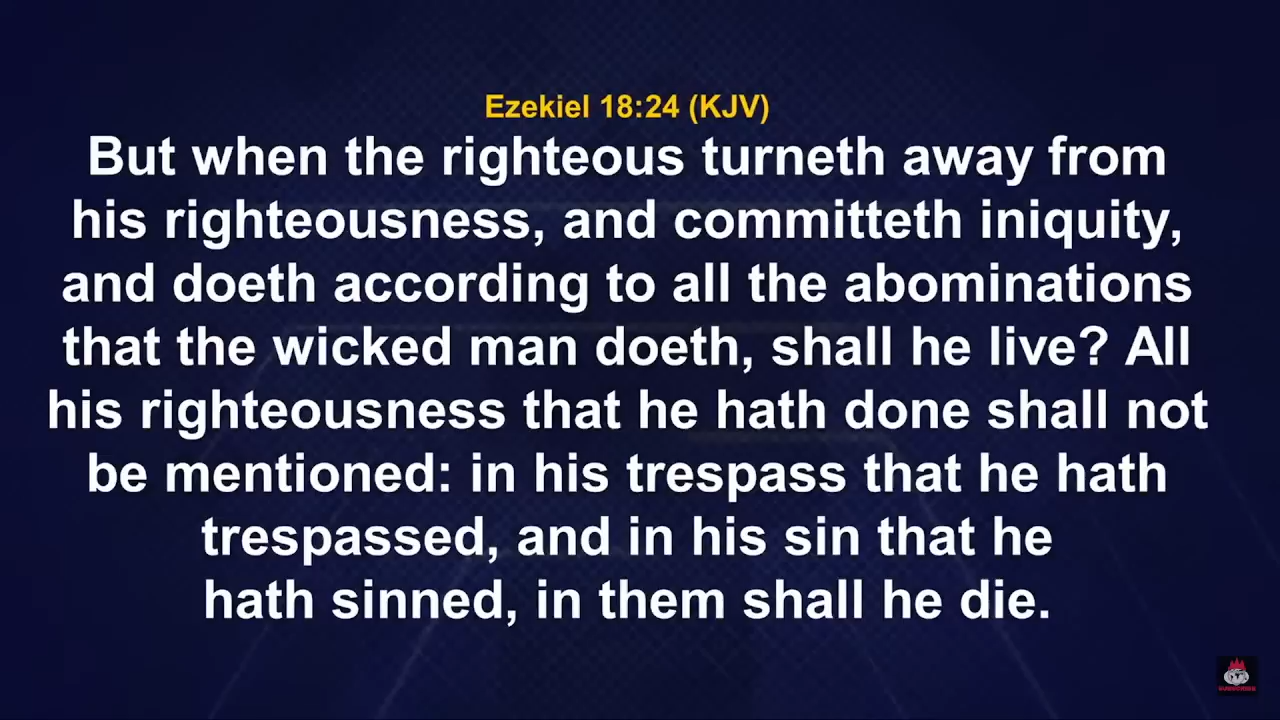 Ezekiel 18:24 (KJV)
But when the righteous turneth away from
his righteousness, and committeth iniquity,
and doeth according to all the abominations
that the wicked man doeth, shall he live? All
his righteousness that he hath done shall not
be mentioned: in his trespass that he hath
trespassed, and in his sin that he
hath sinned, in them shall he die.
SUBSCRIBE